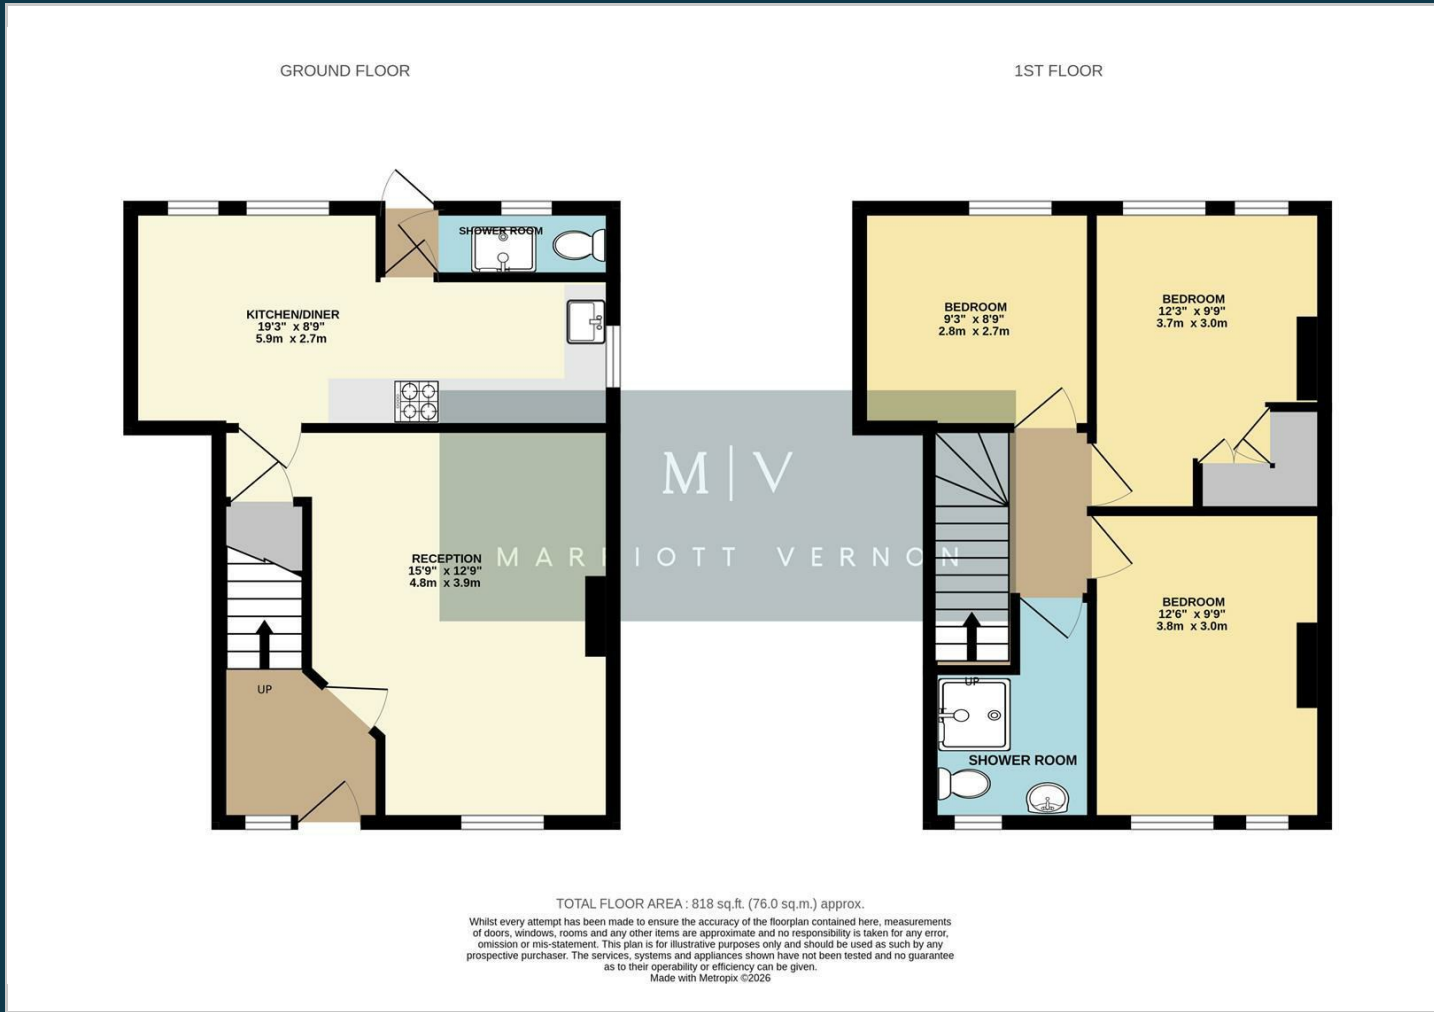 GROUND FLOOR
1ST FLOOR
SHOWER ROOM
KITCHEN/DINER
19'3" x 8'9"
5.9m x 2.7m
RECEPTION
15'9" x 12'9"
4.8m x 3.9m
UP
BEDROOM
9'3" x 8'9"
2.8m x 2.7m
BEDROOM
12'3" x 9'9"
3.7m x 3.0m
BEDROOM
12'6" x 9'9"
3.8m x 3.0m
UP
SHOWER ROOM
M|V
MARRIOTT VERNON
TOTAL FLOOR AREA : 818 sq.ft. (76.0 sq.m.) approx.
Whilst every attempt has been made to ensure the accuracy of the floorplan contained here, measurements
of doors, windows, rooms and any other items are approximate and no responsibility is taken for any error,
omission or mis-statement. This plan is for illustrative purposes only and should be used as such by any
prospective purchaser. The services, systems and appliances shown have not been tested and no guarantee
as to their operability or efficiency can be given.
Made with Metropix ©2026